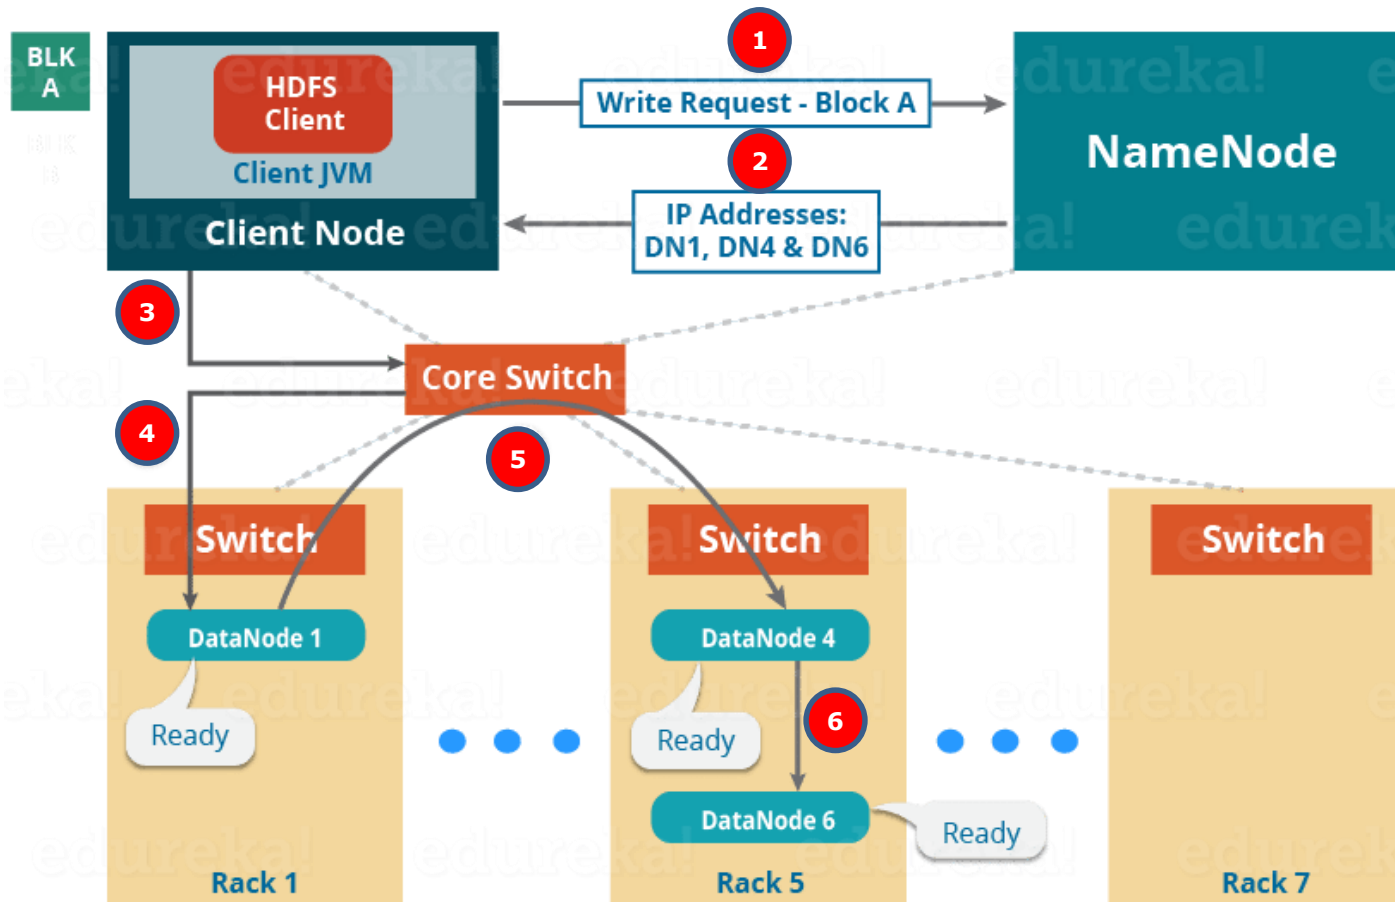 BLK
A
HDFS
Client
Client JVM
Client Node
1
Write Request - Block A
2
IP Addresses:
DN1, DN4 & DN6
NameNode
3
Core Switch
4
5
Switch
Switch
Switch
DataNode 1
DataNode 4
Ready
Ready
6
DataNode 6
Ready
Rack 1
Rack 5
Rack 7
edureka!